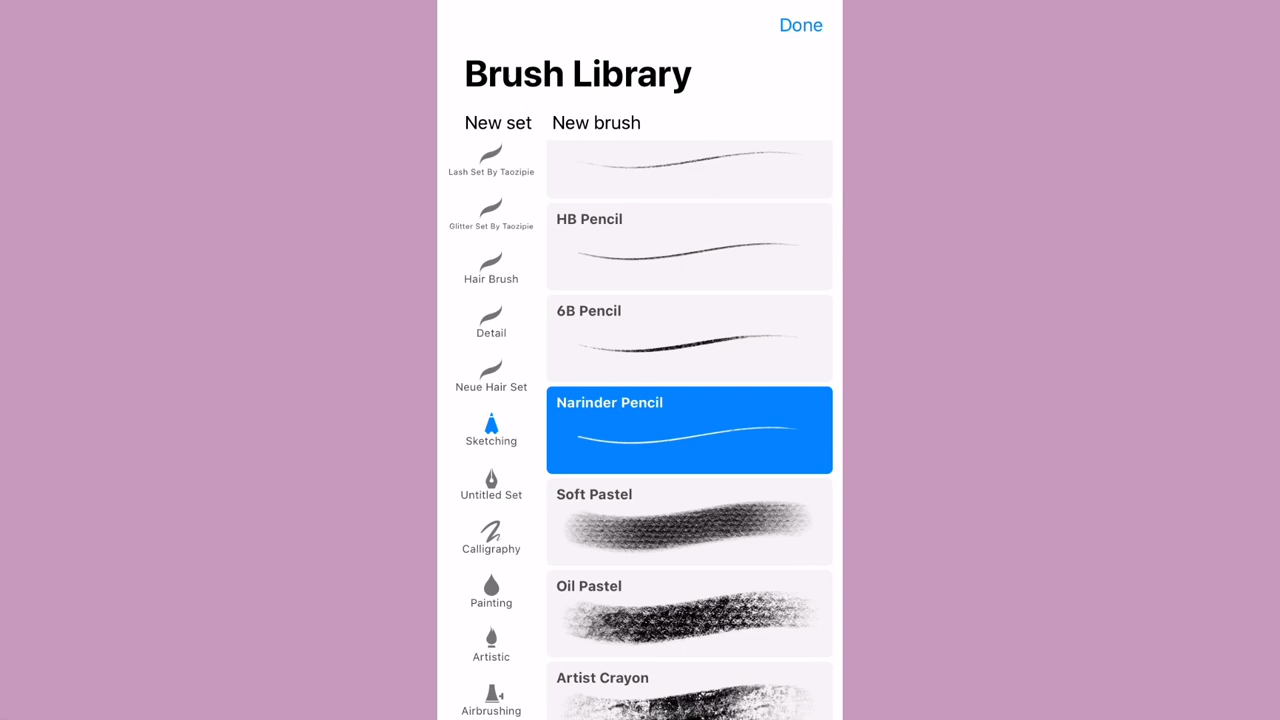 Done
Brush Library
New set
New brush
Lash Set By Taozipie
Glitter Set By Taozipie
Hair Brush
Detail
Neue Hair Set
Sketching
Untitled Set
Calligraphy
Painting
Artistic
Airbrushing
HB Pencil
6B Pencil
Narinder Pencil
Soft Pastel
Oil Pastel
Artist Crayon